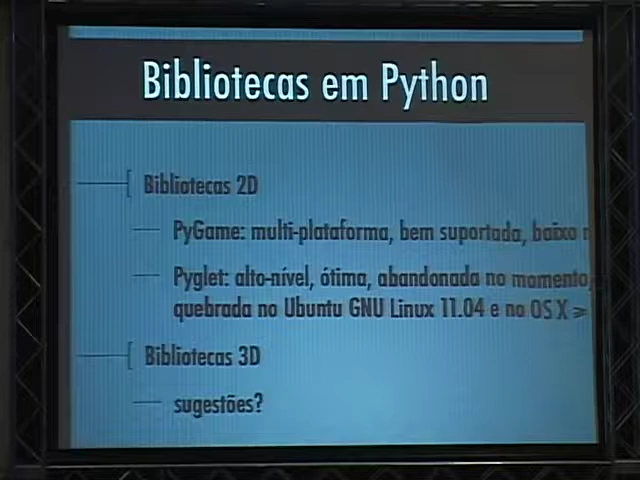 Bibliotecas em Python
Bibliotecas 2D
PyGame: multi-plataforma, bem suportada, baixo
Pyglet: alto-nível, ótima, abandonada no momento,
quebrada no Ubuntu GNU Linux 11.04 e no OS X >=
Bibliotecas 3D
sugestões?